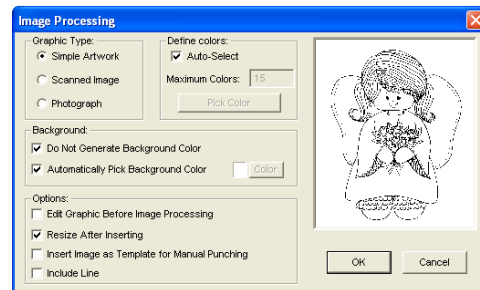 Image Processing
Graphic Type:
Simple Artwork
Scanned Image
Photograph
Define colors:
Auto-Select
Maximum Colors: 15
Pick Color
Background:
Do Not Generate Background Color
Automatically Pick Background Color Color
Options:
Edit Graphic Before Image Processing
Resize After Inserting
Insert Image as Template for Manual Punching
Include Line
OK Cancel